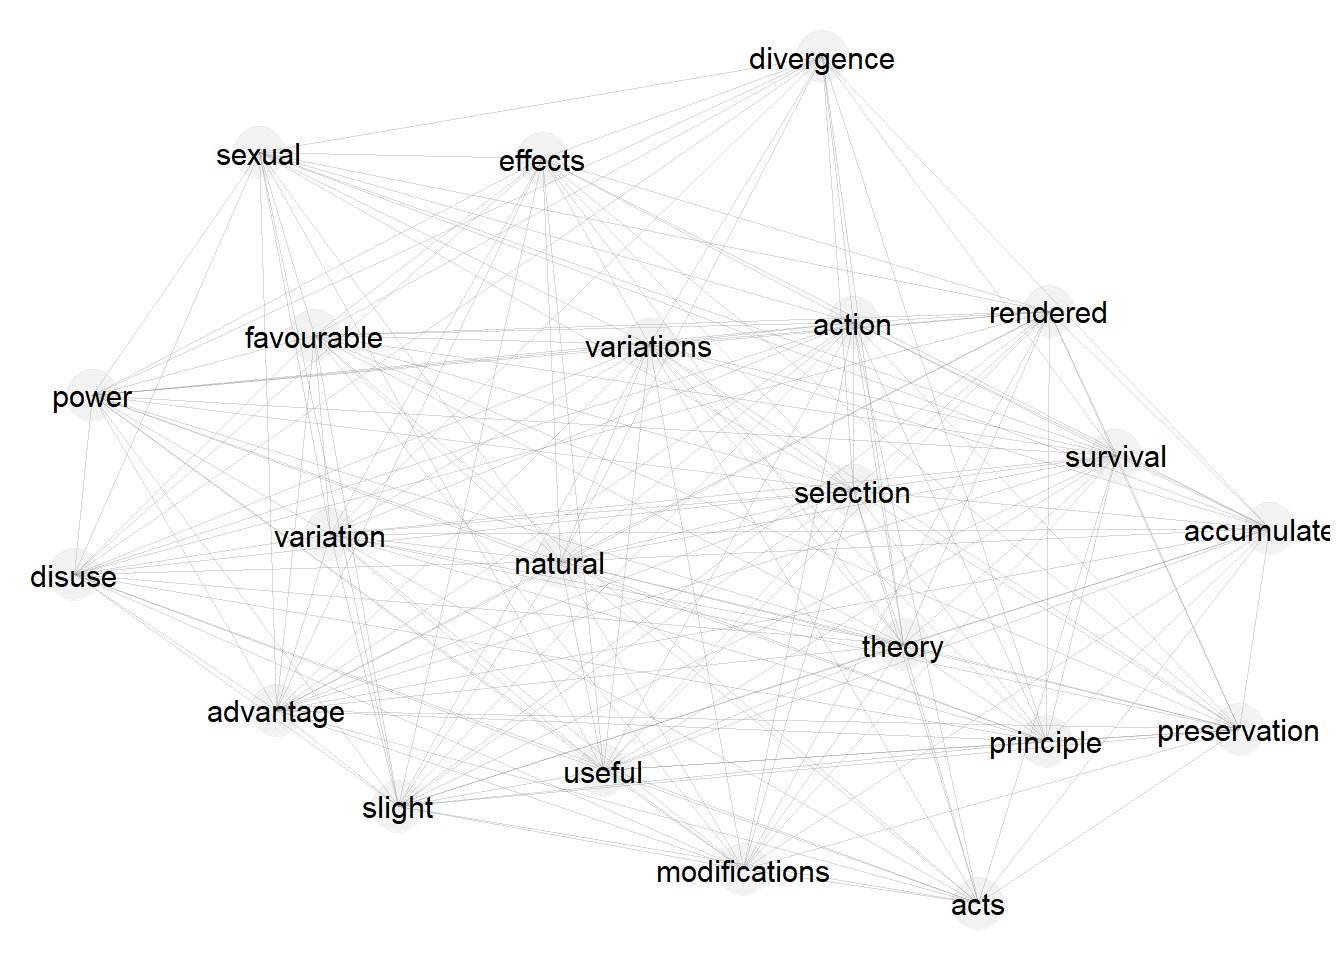 divergence
sexual
effects
rendered
action
favourable
variations
power
survival
selection
accumulate
variation
natural
disuse
theory
advantage
preservation
principle
useful
slight
modifications
acts